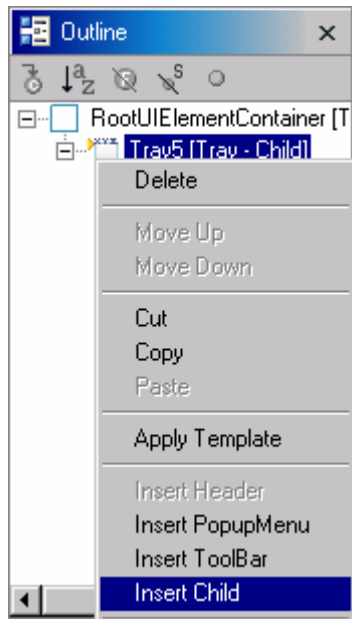 Outline
RootUIElementContainer [T
Tray5 [Tray - Child]
Delete
Move Up
Move Down
Cut
Copy
Paste
Apply Template
Insert Header
Insert PopupMenu
Insert ToolBar
Insert Child